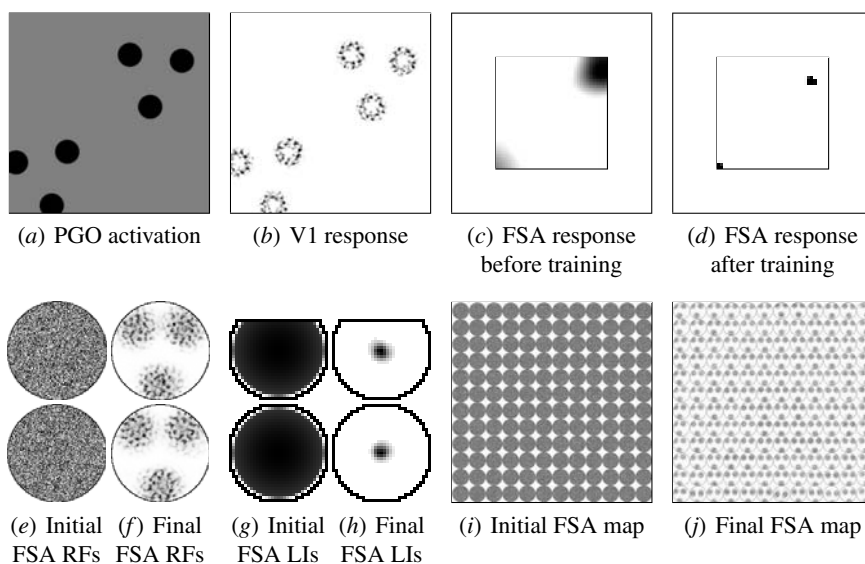 (a) PGO activation
(b) V1 response
(c) FSA response
before training
(d) FSA response
after training
(e) Initial
FSA RFs
(f) Final
FSA RFs
(g) Initial
FSA LIs
(h) Final
FSA LIs
(i) Initial FSA map
(j) Final FSA map